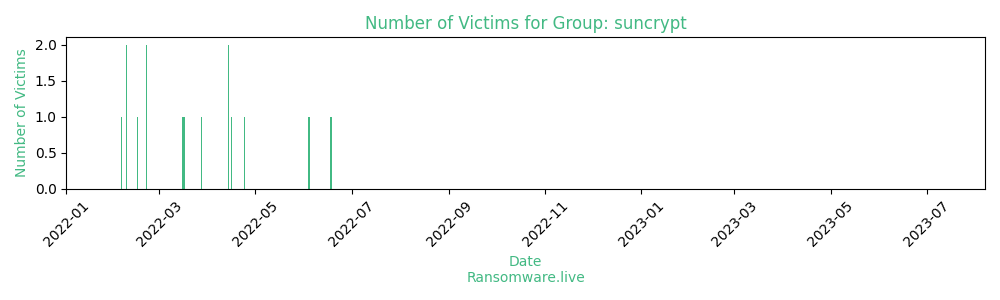 Number of Victims for Group: suncrypt
Number of Victims
2.0
1.5
1.0
0.5
0.0
2022-01 2022-03 2022-05 2022-07 2022-09 2022-11 2023-01 2023-03 2023-05 2023-07
Date
Ransomware.live